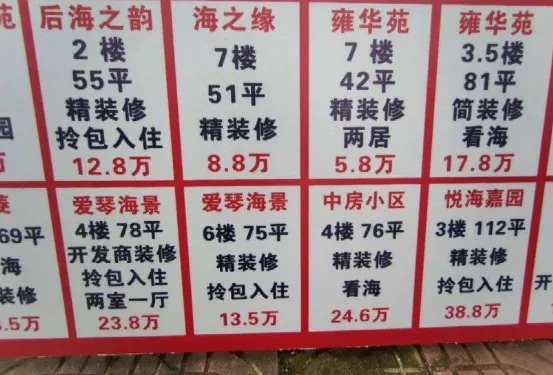 苑
园
万
后海之韵
2楼
55平
精装修
拎包入住
12.8万
海之缘
7楼
51平
精装修
8.8万
雍华苑
7楼
42平
精装修
两居
5.8万
雍华苑
3.5楼
81平
简装修
看海
17.8万
69平
海
装修
.5万
爱琴海景
4楼 78平
开发商装修
拎包入住
两室一厅
23.8万
爱琴海景
6楼 75平
精装修
拎包入住
13.5万
中房小区
4楼 76平
精装修
看海
24.6万
悦海嘉园
3楼 112平
精装修
拎包入住
38.8万
开